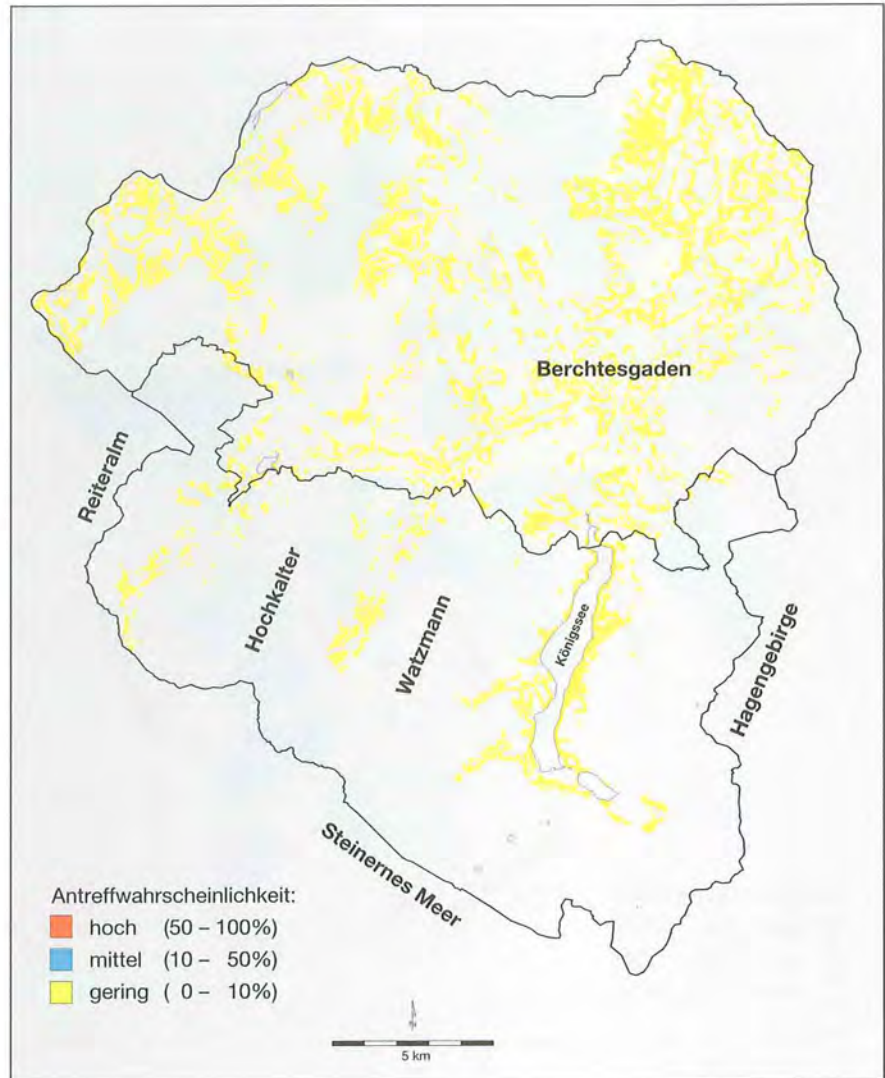 Berchtesgaden
Reiteralm
Hochkalter
Watzmann
Königssee
Hagengebirge
Steinernes Meer
Antreffwahrscheinlichkeit:
hoch (50 – 100%)
mittel (10 – 50%)
gering ( 0 – 10%)
5 km